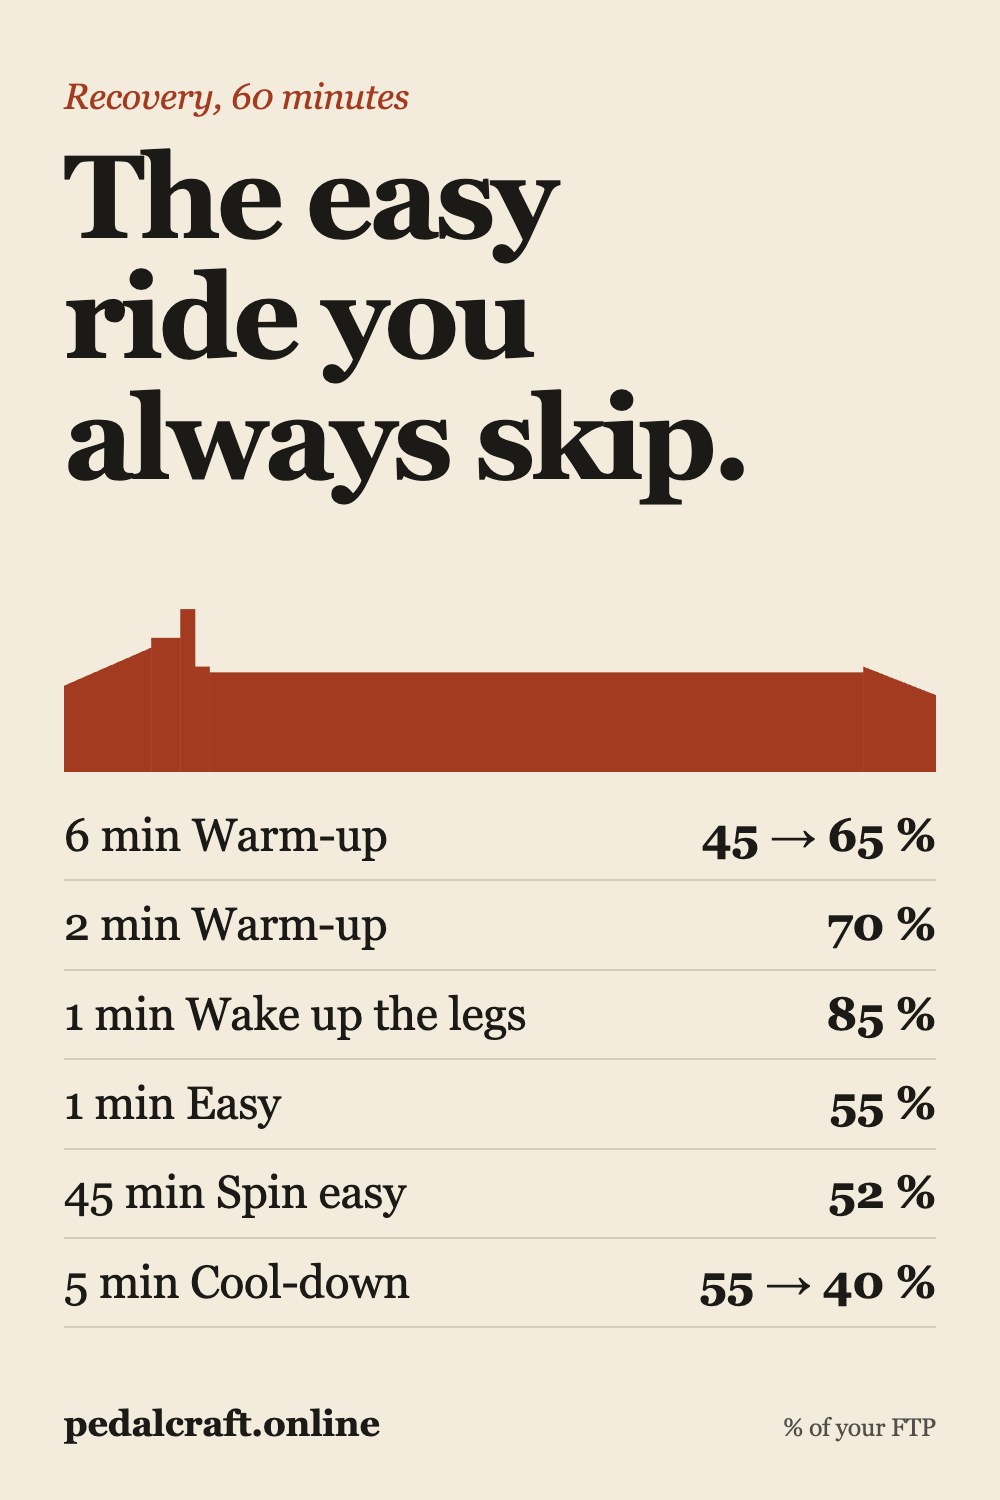 Recovery, 60 minutes
The easy
ride you
always skip.
6 min Warm-up 45 → 65 %
2 min Warm-up 70 %
1 min Wake up the legs 85 %
1 min Easy 55 %
45 min Spin easy 52 %
5 min Cool-down 55 → 40 %
pedalcraft.online % of your FTP